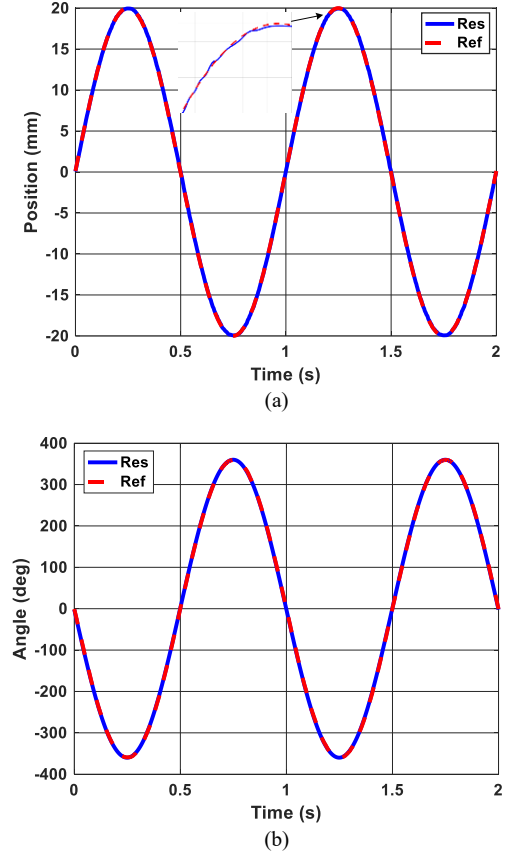 20
15
10
5
0
-5
-10
-15
-20
Position (mm)
Res
Ref
0 0.5 1 1.5 2
Time (s)
(a)
400
300
200
100
0
-100
-200
-300
-400
Angle (deg)
Res
Ref
0 0.5 1 1.5 2
Time (s)
(b)